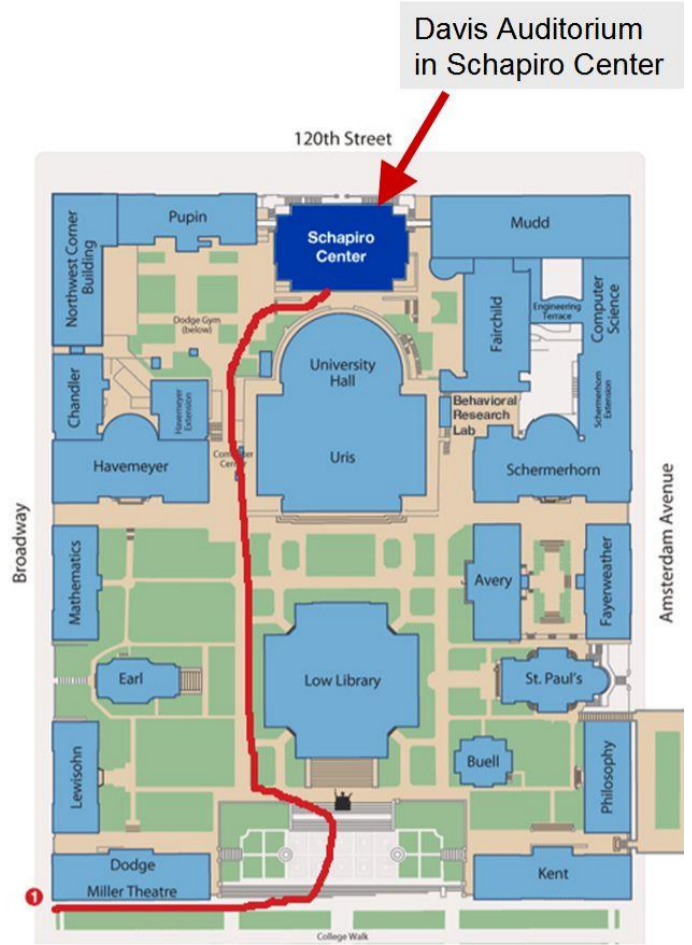 Davis Auditorium
in Schapiro Center
120th Street
Pupin
Schapiro
Center
Mudd
Northwest Corner
Building
Dodge Gym
(below)
University
Hall
Fairchild
Engineering
Terrace
Computer
Science
Chandler
Havemeyer
Extension
Behavioral
Research
Lab
Schermerhorn
Extension
Havemeyer
Computer
Center
Uris
Schermerhorn
Broadway
Amsterdam Avenue
Mathematics
Avery
Fayerweather
Earl
Low Library
St. Paul's
Lewisohn
Buell
Philosophy
Dodge
Miller Theatre
Kent
1
College Walk